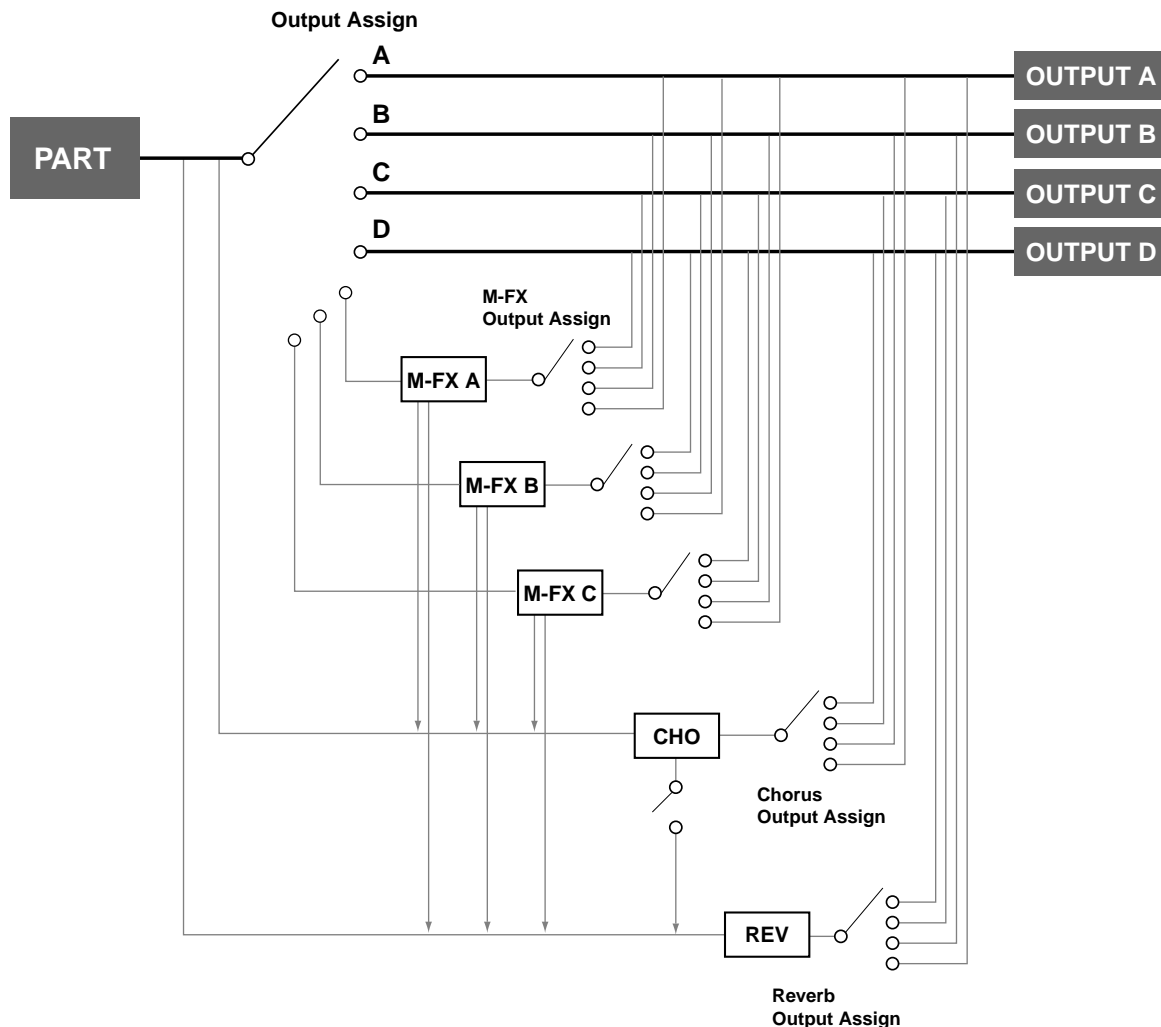 Output Assign
A
OUTPUT A
B
OUTPUT B
PART
C
OUTPUT C
D
OUTPUT D
M-FX
Output Assign
M-FX A
M-FX B
M-FX C
CHO
Chorus
Output Assign
REV
Reverb
Output Assign